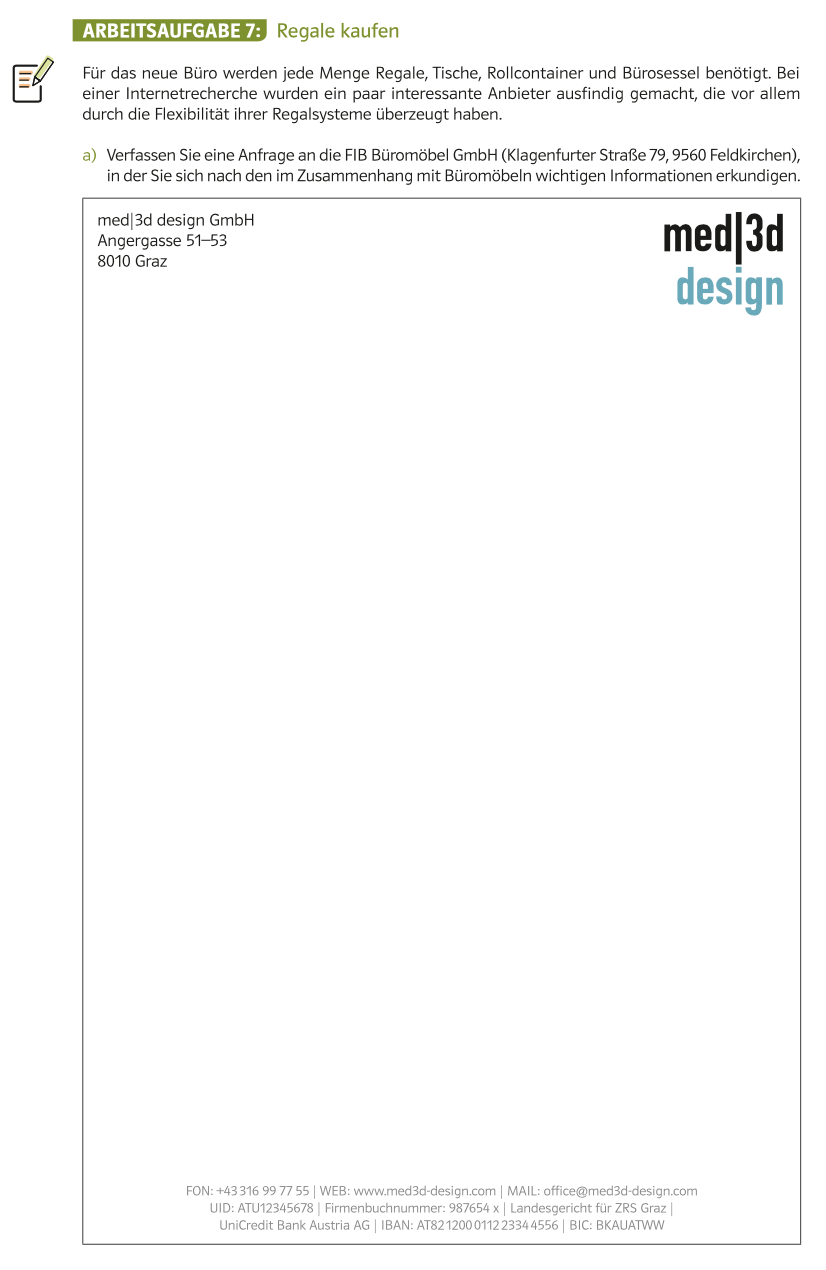 ARBEITSAUFGABE 7: Regale kaufen
Für das neue Büro werden jede Menge Regale, Tische, Rollcontainer und Bürosessel benötigt. Bei
einer Internetrecherche wurden ein paar interessante Anbieter ausfindig gemacht, die vor allem
durch die Flexibilität ihrer Regalsysteme überzeugt haben.
a) Verfassen Sie eine Anfrage an die FIB Büromöbel GmbH (Klagenfurter Straße 79, 9560 Feldkirchen),
in der Sie sich nach den im Zusammenhang mit Büromöbeln wichtigen Informationen erkundigen.
med|3d design GmbH
Angergasse 51–53
8010 Graz
med|3d
design
FON: +43 316 99 77 55 | WEB: www.med3d-design.com | MAIL: office@med3d-design.com
UID: ATU12345678 | Firmenbuchnummer: 987654 x | Landesgericht für ZRS Graz |
UniCredit Bank Austria AG | IBAN: AT82 1200 0112 2334 4556 | BIC: BKAUATWW